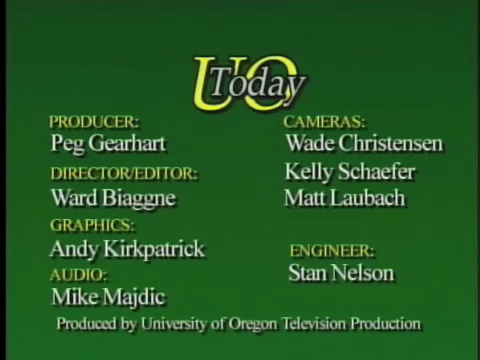 UO Today
PRODUCER:
Peg Gearhart
DIRECTOR/EDITOR:
Ward Biaggne
GRAPHICS:
Andy Kirkpatrick
AUDIO:
Mike Majdic
CAMERAS:
Wade Christensen
Kelly Schaefer
Matt Laubach
ENGINEER:
Stan Nelson
Produced by University of Oregon Television Production